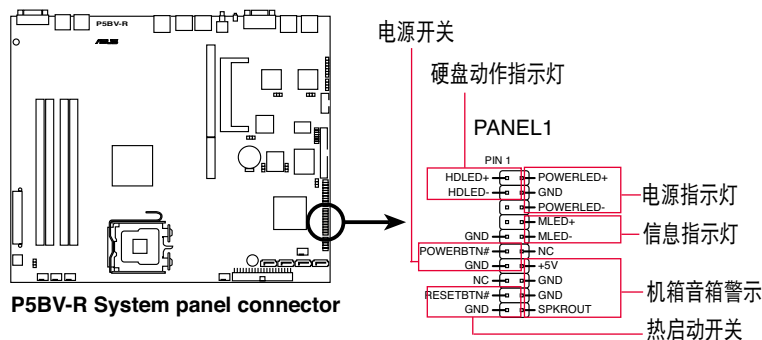 P5BV-R
ASUS
P5BV-R System panel connector
电源开关
硬盘动作指示灯
PANEL1
PIN 1
HDLED+ POWERLED+
HDLED- GND
POWERLED-
MLED+
GND MLED-
POWERBTN# NC
GND +5V
NC GND
RESETBTN# GND
GND SPKROUT
电源指示灯
信息指示灯
机箱音箱警示
热启动开关